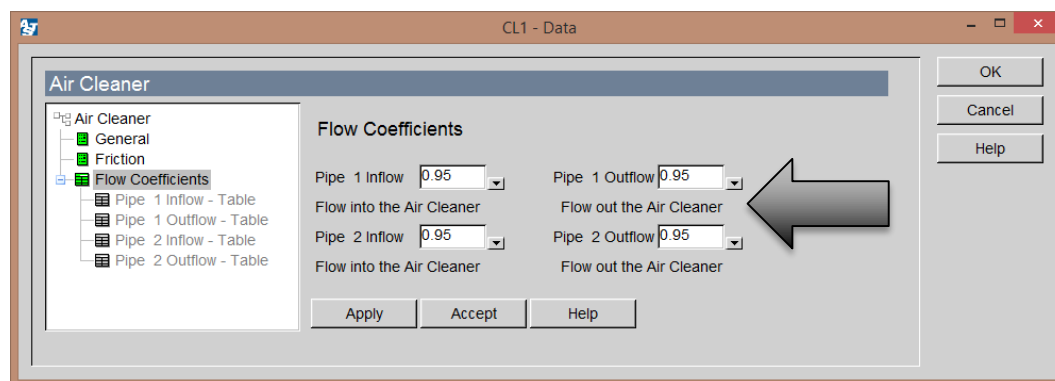 CL1 - Data
Air Cleaner
OK
Cancel
Help
Air Cleaner
General
Friction
Flow Coefficients
Pipe 1 Inflow - Table
Pipe 1 Outflow - Table
Pipe 2 Inflow - Table
Pipe 2 Outflow - Table
Flow Coefficients
Pipe 1 Inflow 0.95 Pipe 1 Outflow 0.95
Flow into the Air Cleaner Flow out the Air Cleaner
Pipe 2 Inflow 0.95 Pipe 2 Outflow 0.95
Flow into the Air Cleaner Flow out the Air Cleaner
Apply Accept Help